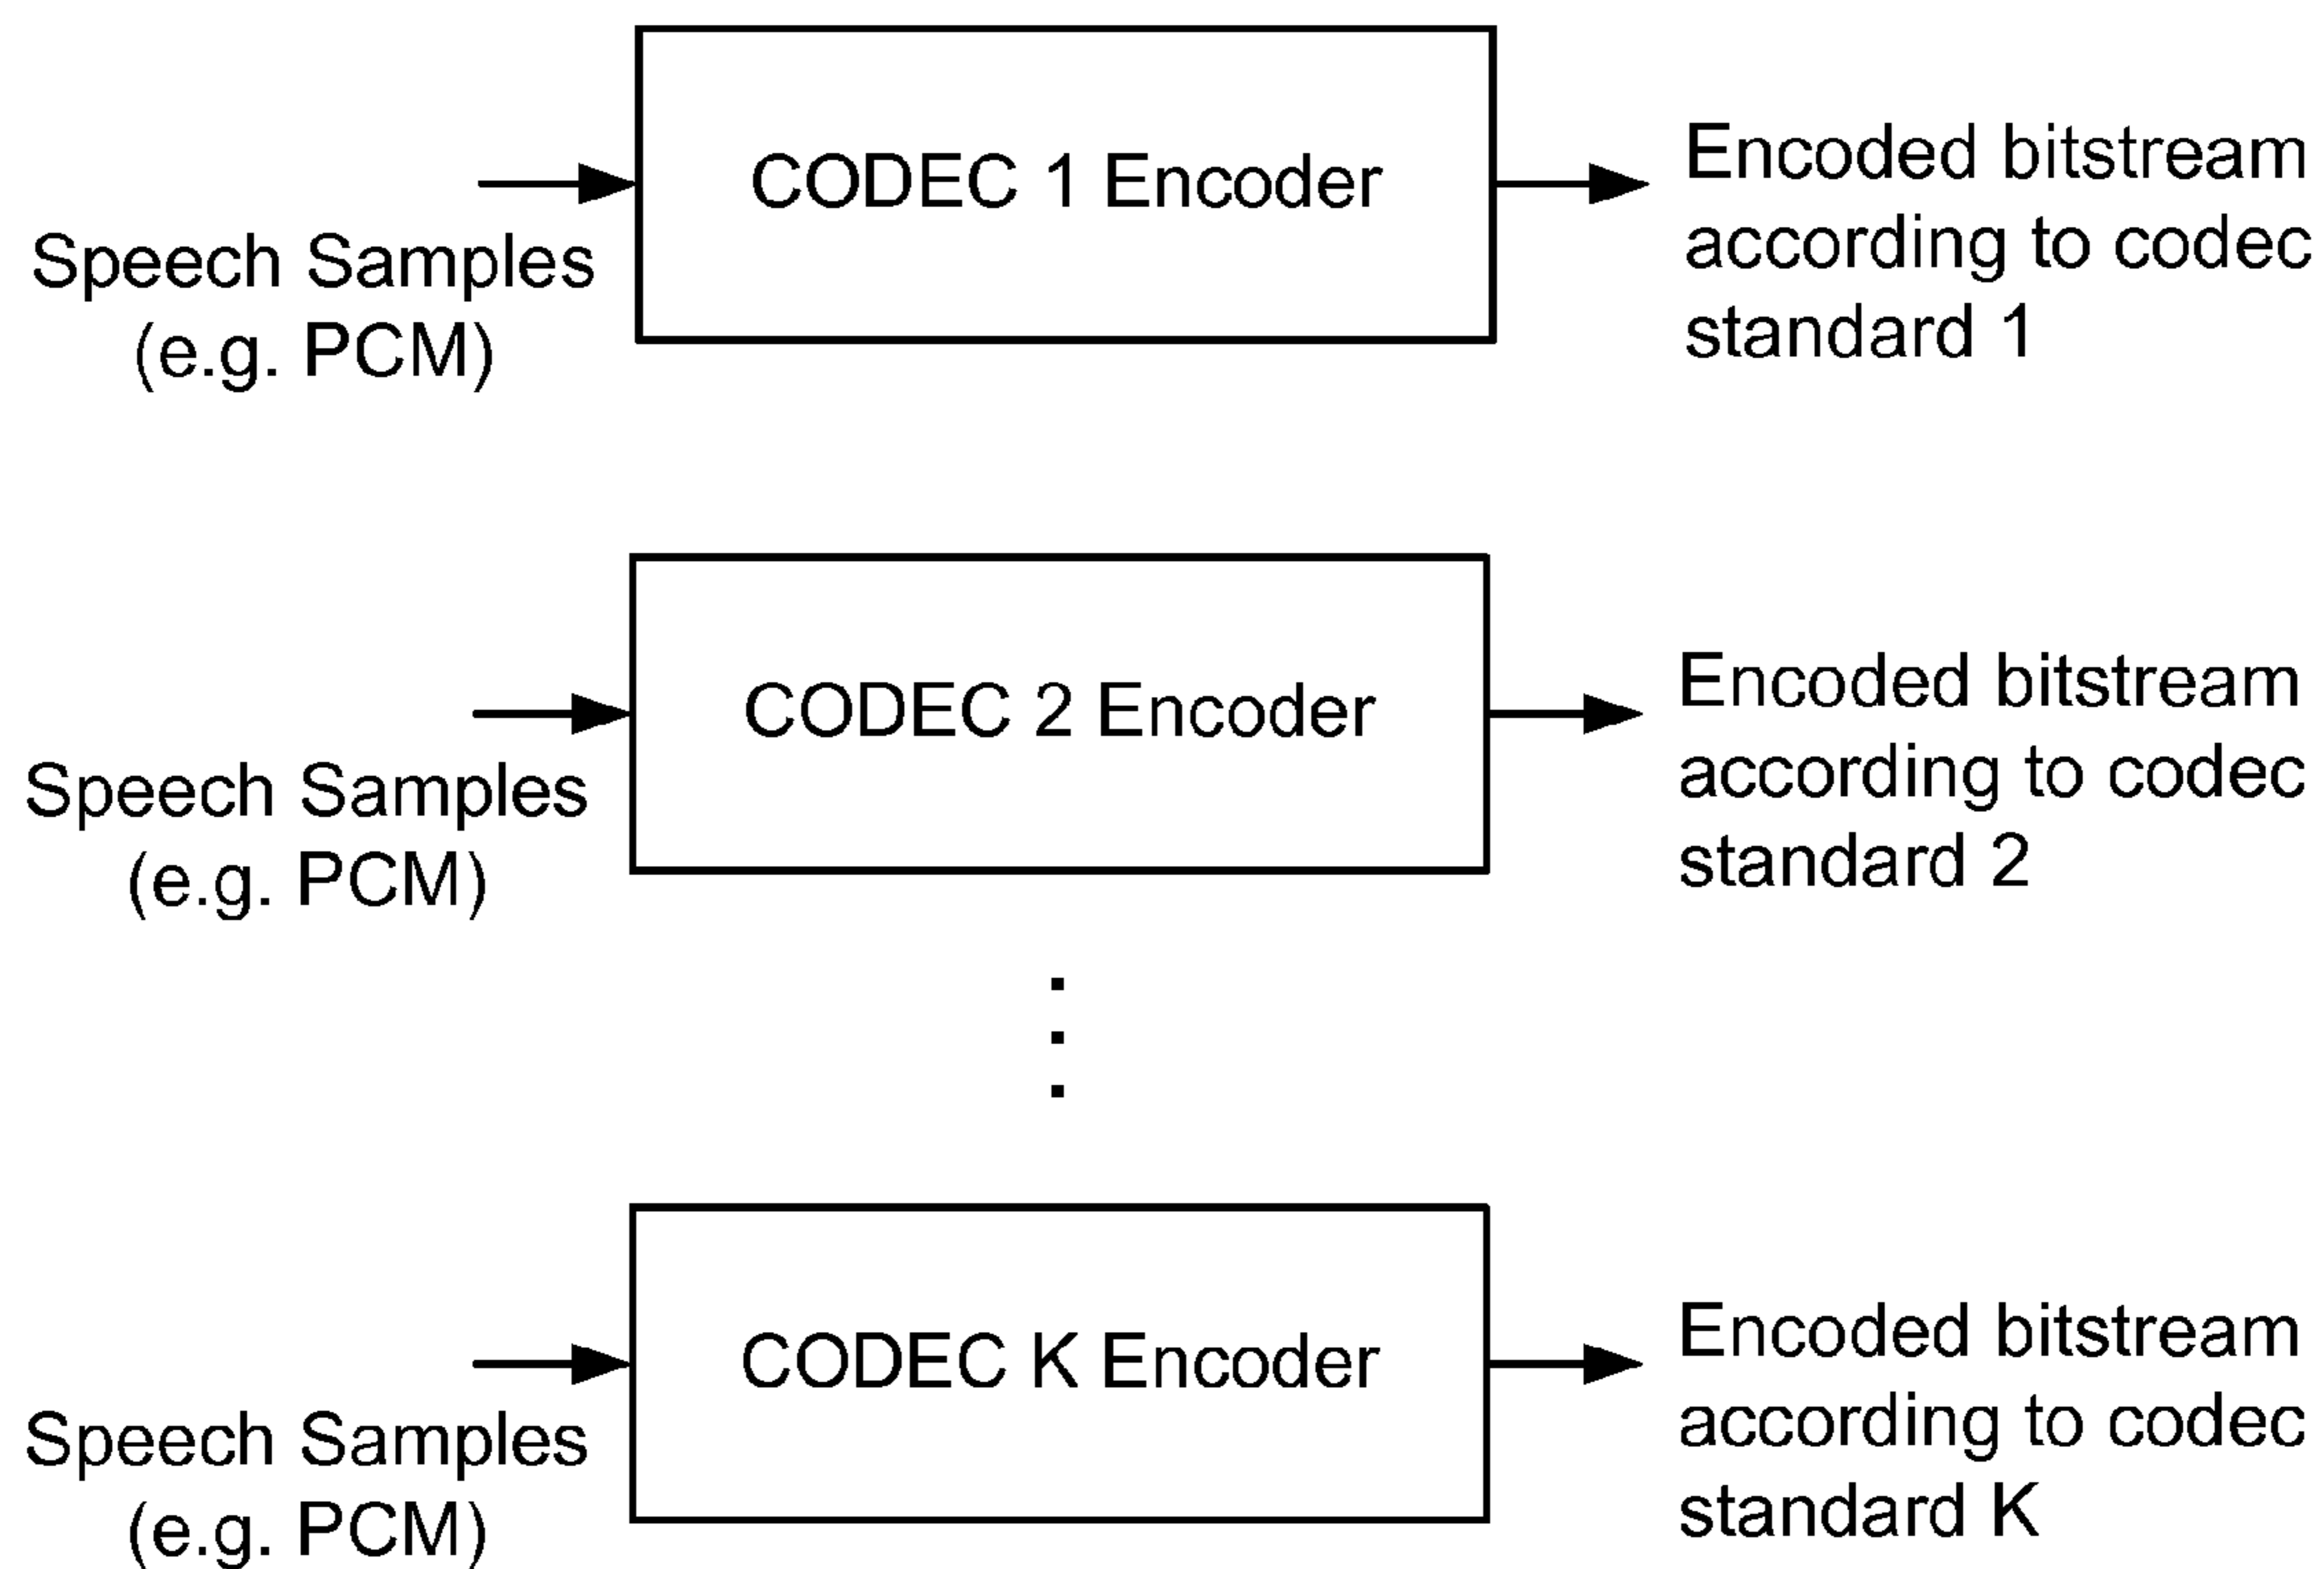 CODEC 1 Encoder
Speech Samples
(e.g. PCM)
Encoded bitstream
according to codec
standard 1
CODEC 2 Encoder
Speech Samples
(e.g. PCM)
Encoded bitstream
according to codec
standard 2
CODEC K Encoder
Speech Samples
(e.g. PCM)
Encoded bitstream
according to codec
standard K